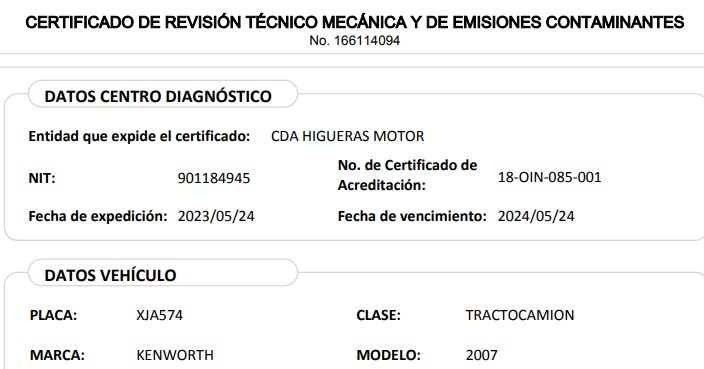 CERTIFICADO DE REVISIÓN TÉCNICO MECÁNICA Y DE EMISIONES CONTAMINANTES
No. 166114094
DATOS CENTRO DIAGNÓSTICO
Entidad que expide el certificado: CDA HIGUERAS MOTOR
NIT: 901184945 No. de Certificado de Acreditación: 18-OIN-085-001
Fecha de expedición: 2023/05/24 Fecha de vencimiento: 2024/05/24
DATOS VEHÍCULO
PLACA: XJA574 CLASE: TRACTOCAMION
MARCA: KENWORTH MODELO: 2007